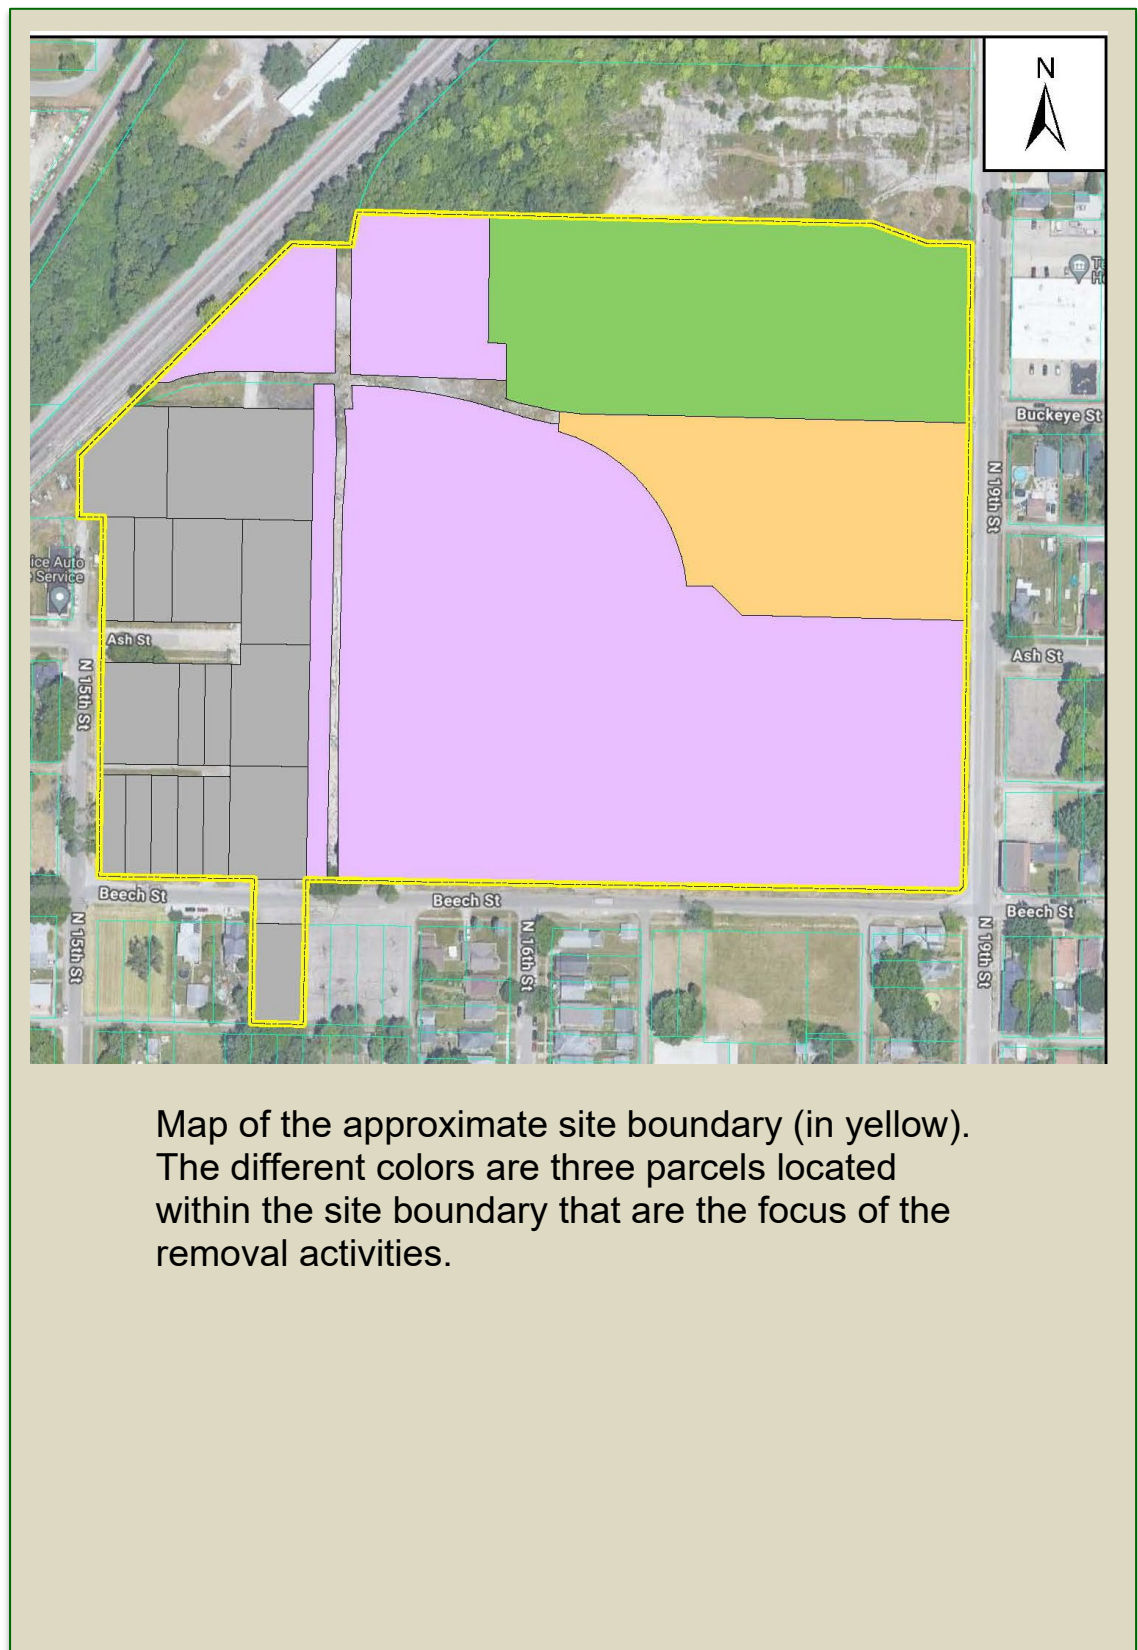 N
Te
H
Buckeye St
N 19th St
ice Auto
Service
Ash St
Ash St
N 15th St
Beech St
Beech St
Beech St
N 15th St
N 16th St
N 19th St
Map of the approximate site boundary (in yellow).
The different colors are three parcels located
within the site boundary that are the focus of the
removal activities.